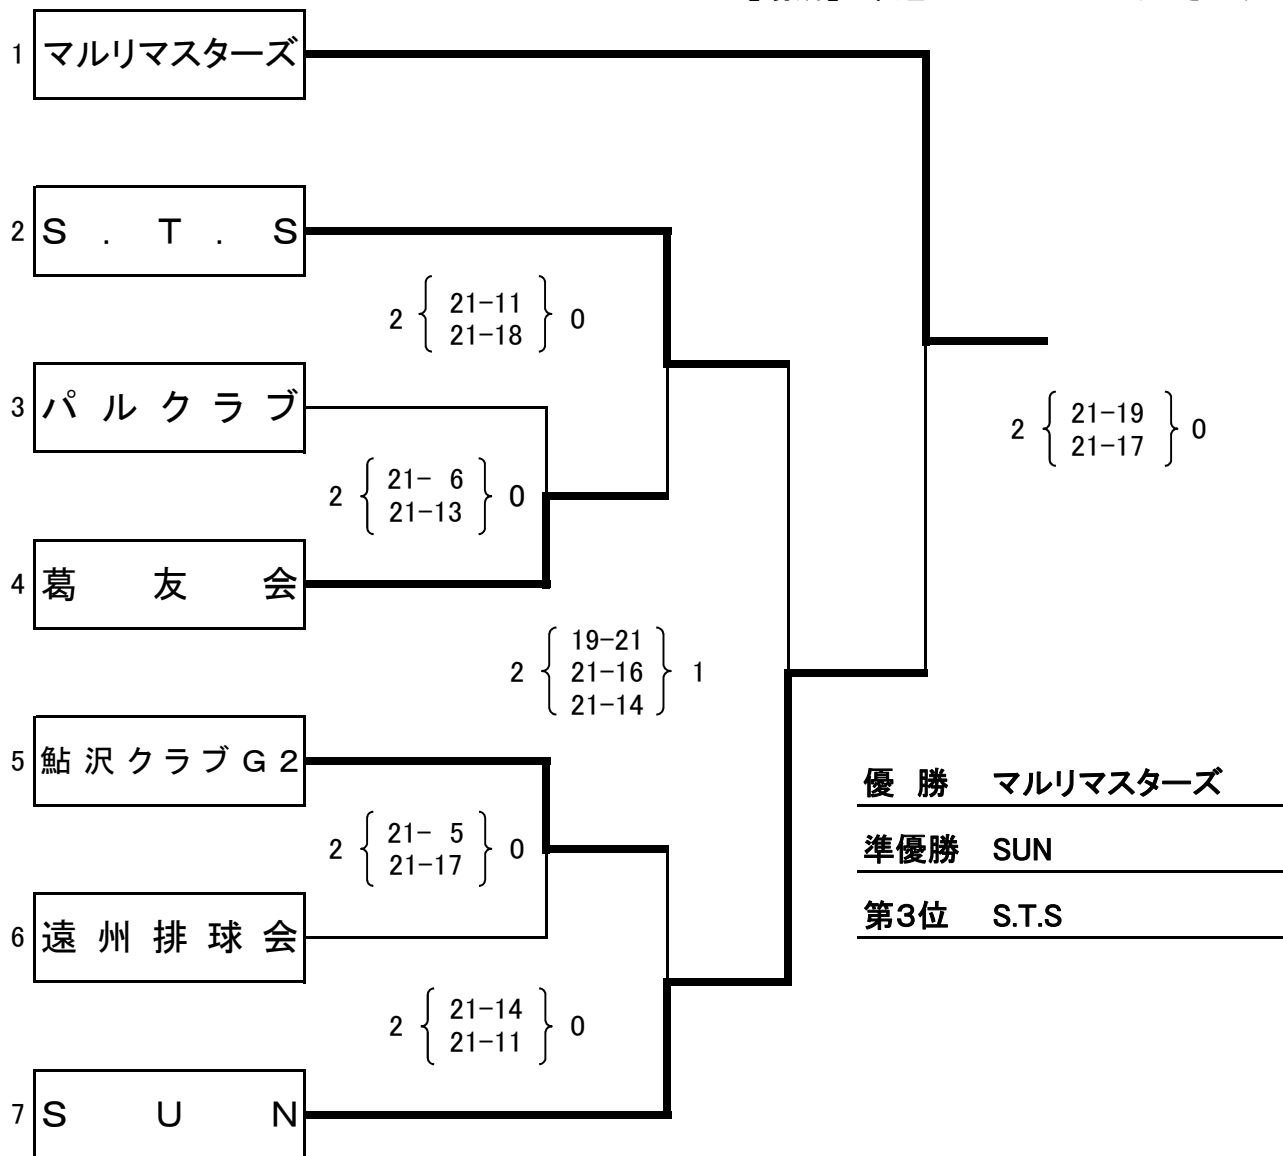 1 マルリマスターズ
2 S . T . S
2 { 21-11 } 0
21-18
3 パルクラブ
2 { 21- 6 } 0
21-13
2 { 21-19 } 0
21-17
4 葛友会
2 { 19-21 } 1
21-16
21-14
5 鮎沢クラブG2
2 { 21- 5 } 0
21-17
6 遠州排球会
2 { 21-14 } 0
21-11
7 SUN
優 勝 マルリマスターズ
準優勝 SUN
第3位 S.T.S